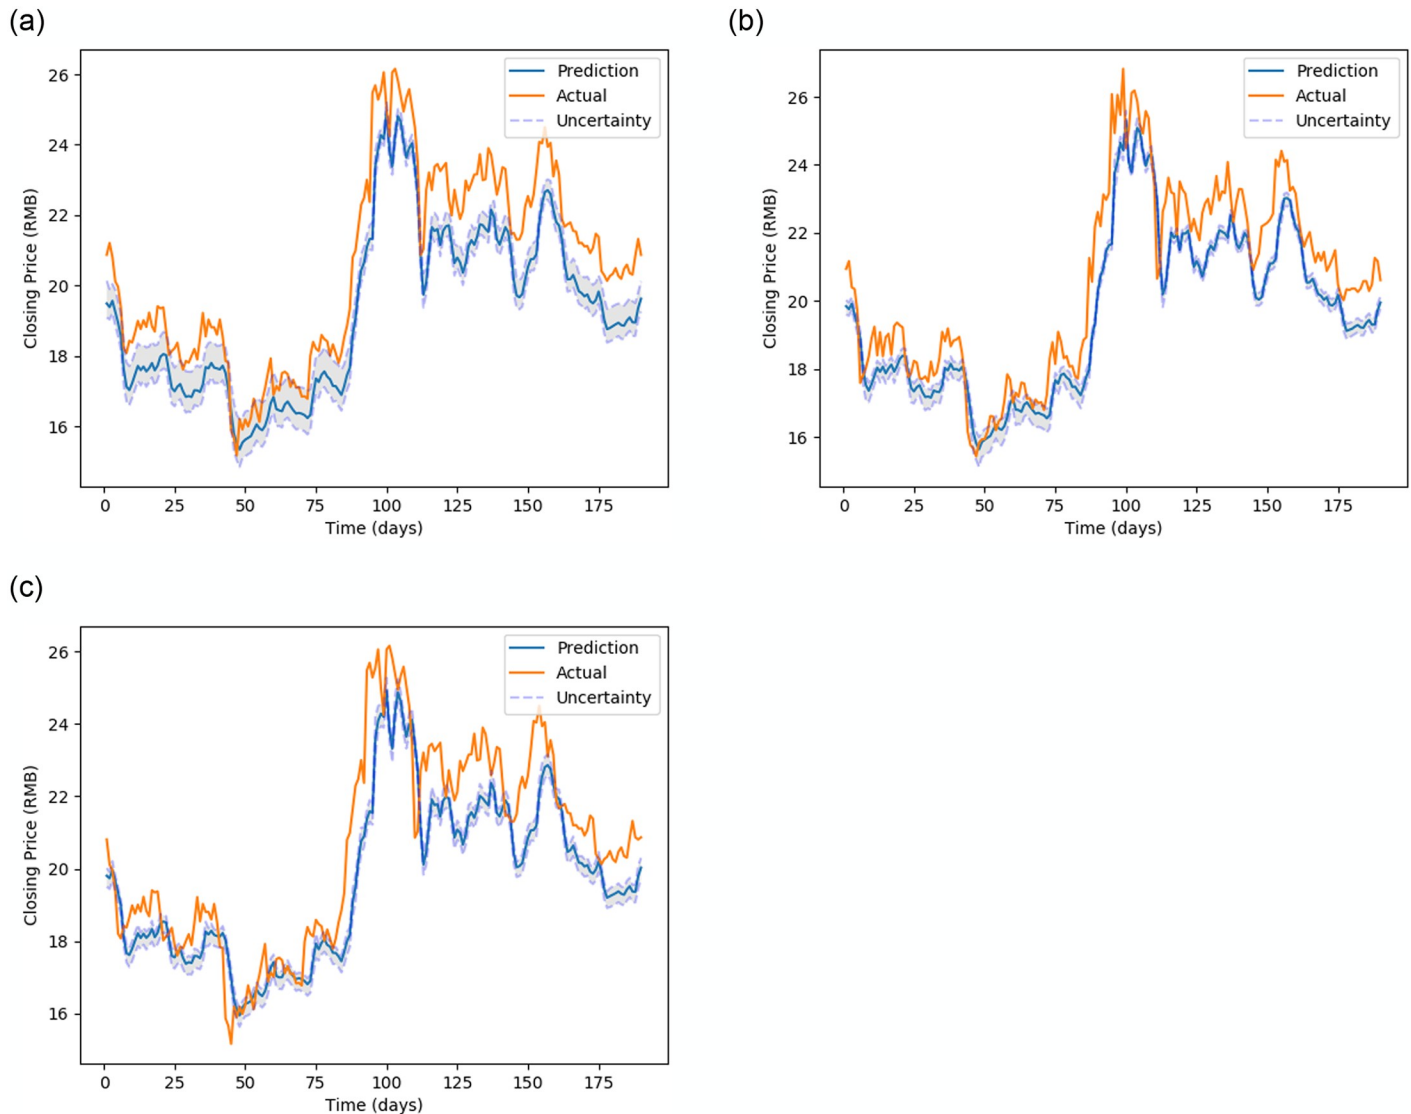 (a)
26
24
22
20
18
16
Closing Price (RMB)
0 25 50 75 100 125 150 175
Time (days)
Prediction
Actual
Uncertainty
(b)
26
24
22
20
18
16
Closing Price (RMB)
0 25 50 75 100 125 150 175
Time (days)
Prediction
Actual
Uncertainty
(c)
26
24
22
20
18
16
Closing Price (RMB)
0 25 50 75 100 125 150 175
Time (days)
Prediction
Actual
Uncertainty